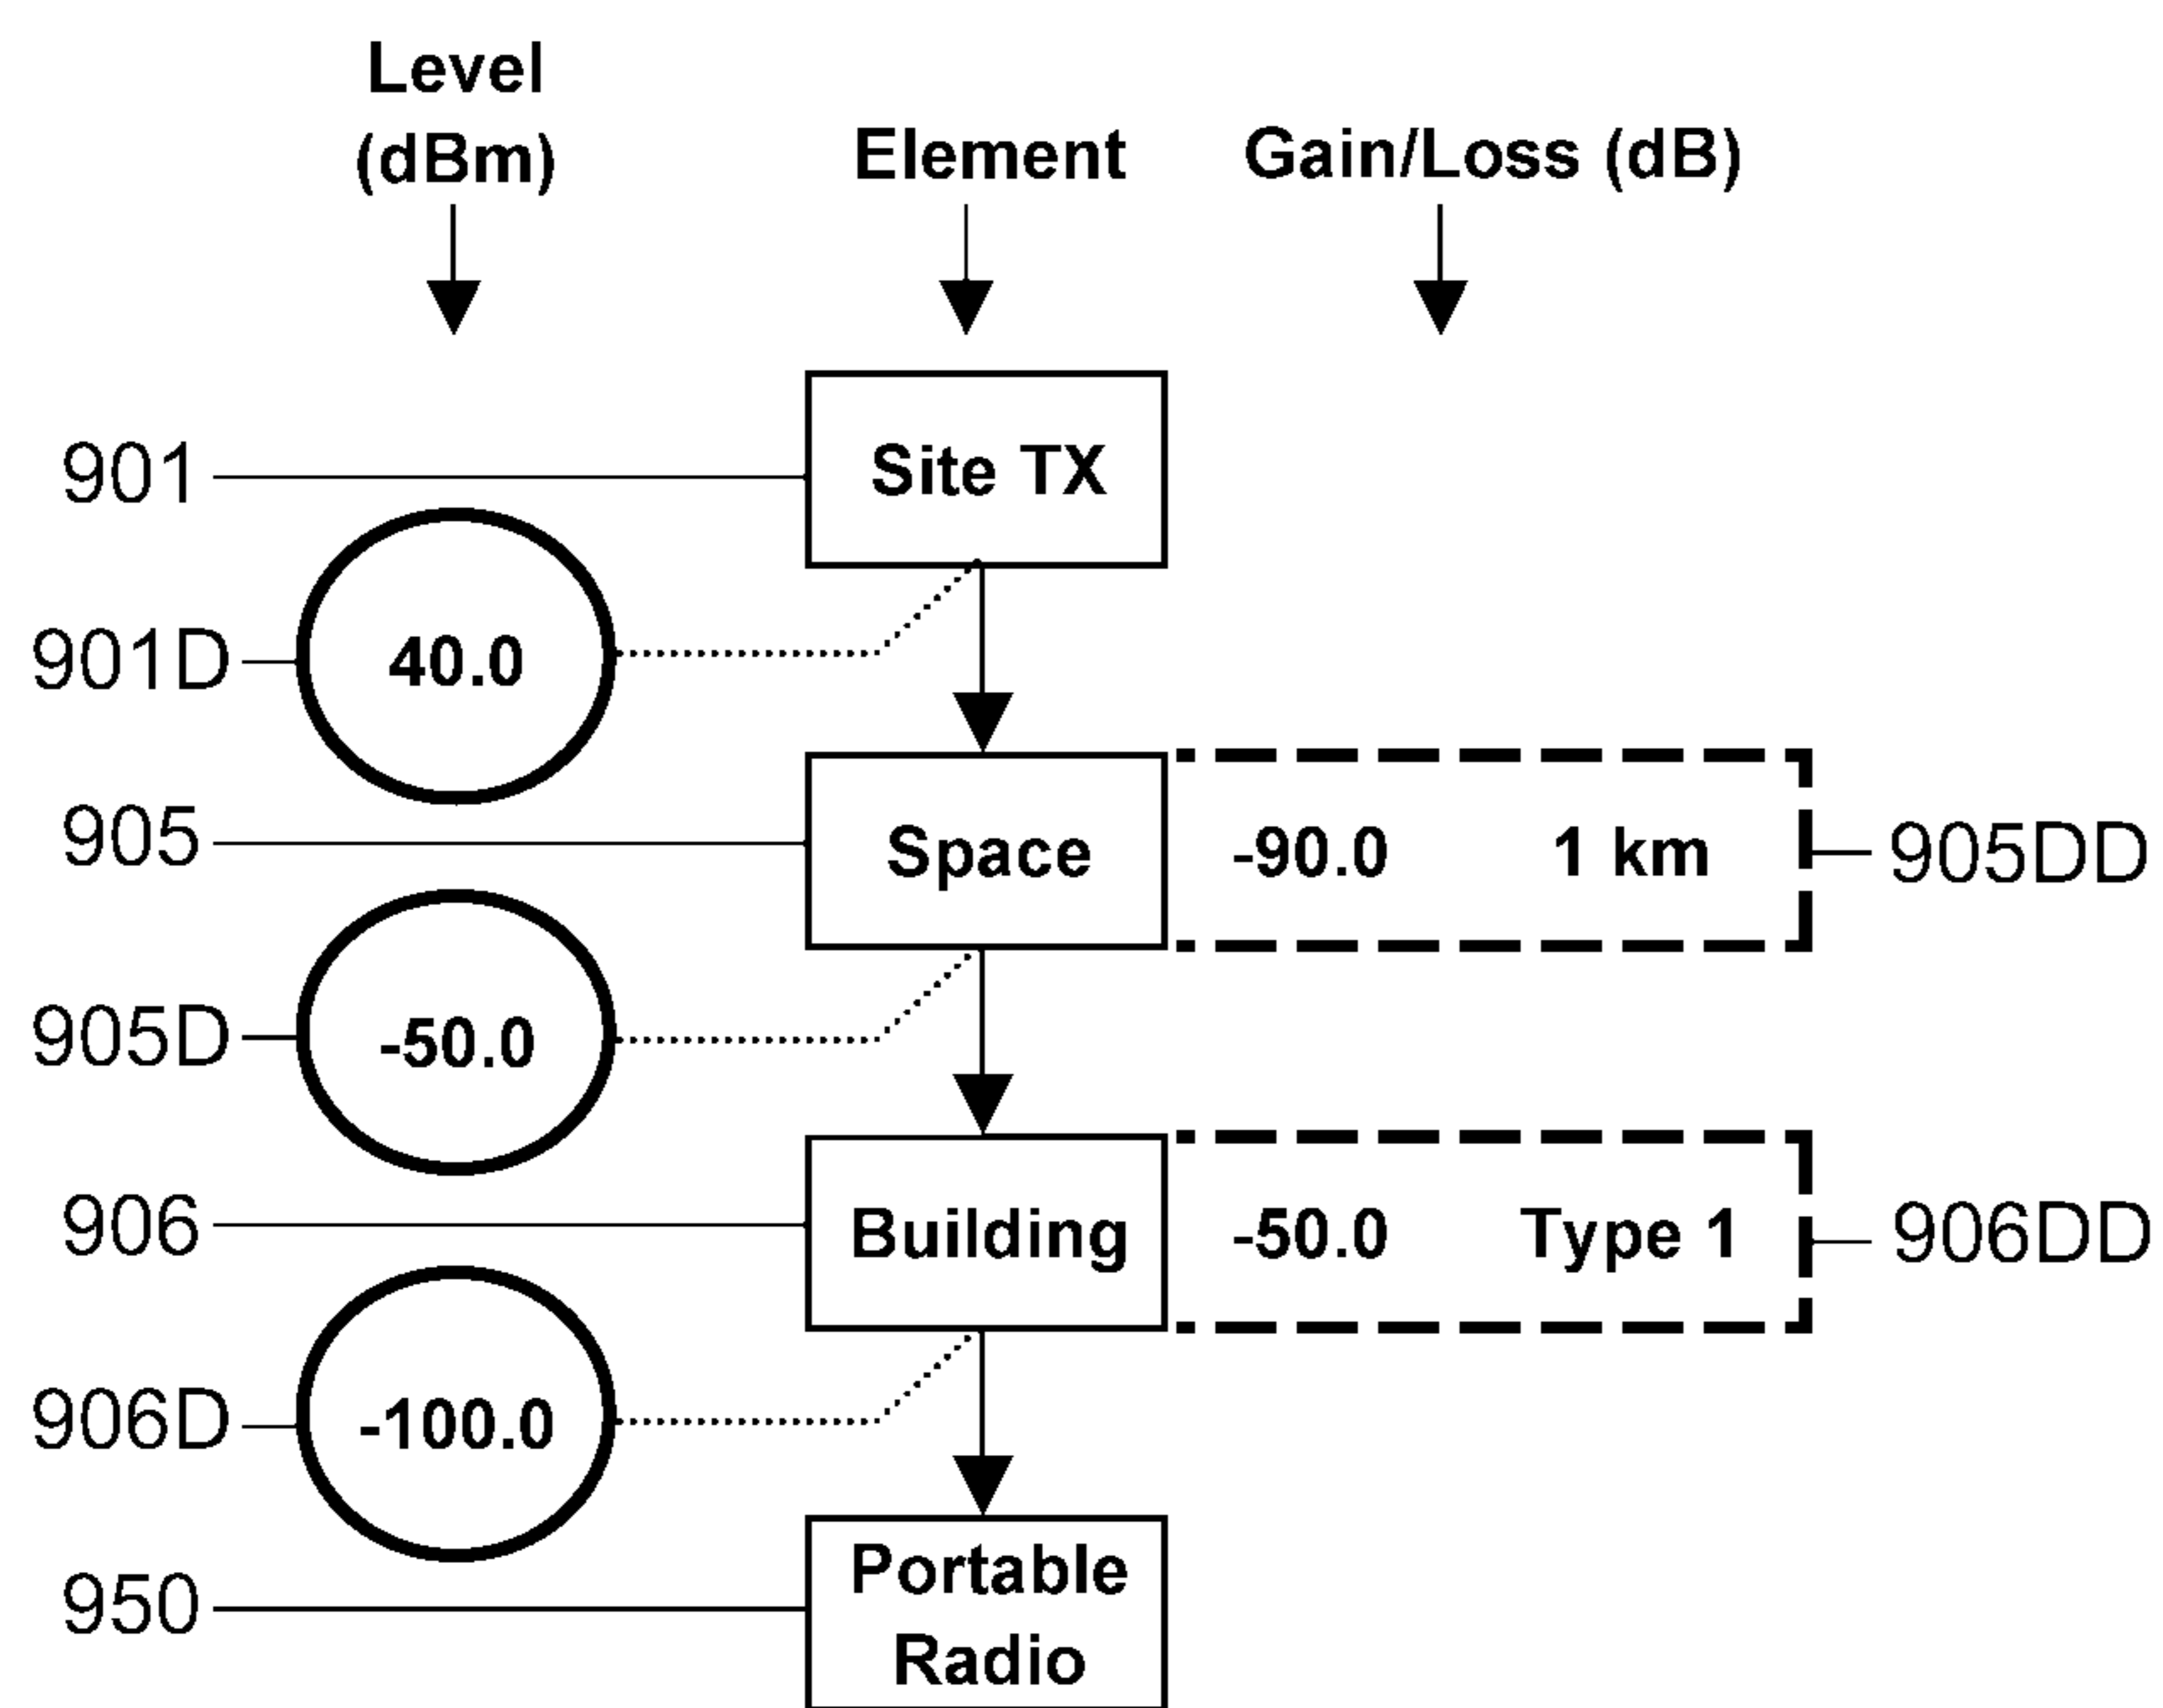 Level
(dBm) Element Gain/Loss (dB)
901 Site TX
901D 40.0
905 Space -90.0 1 km 905DD
905D -50.0
906 Building -50.0 Type 1 906DD
906D -100.0
950 Portable
Radio